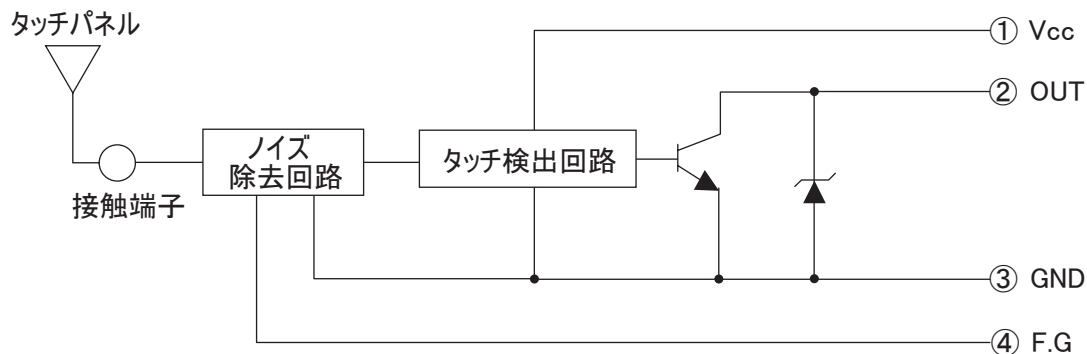 タッチパネル
① Vcc
② OUT
ノイズ
除去回路
タッチ検出回路
接触端子
③ GND
④ F.G